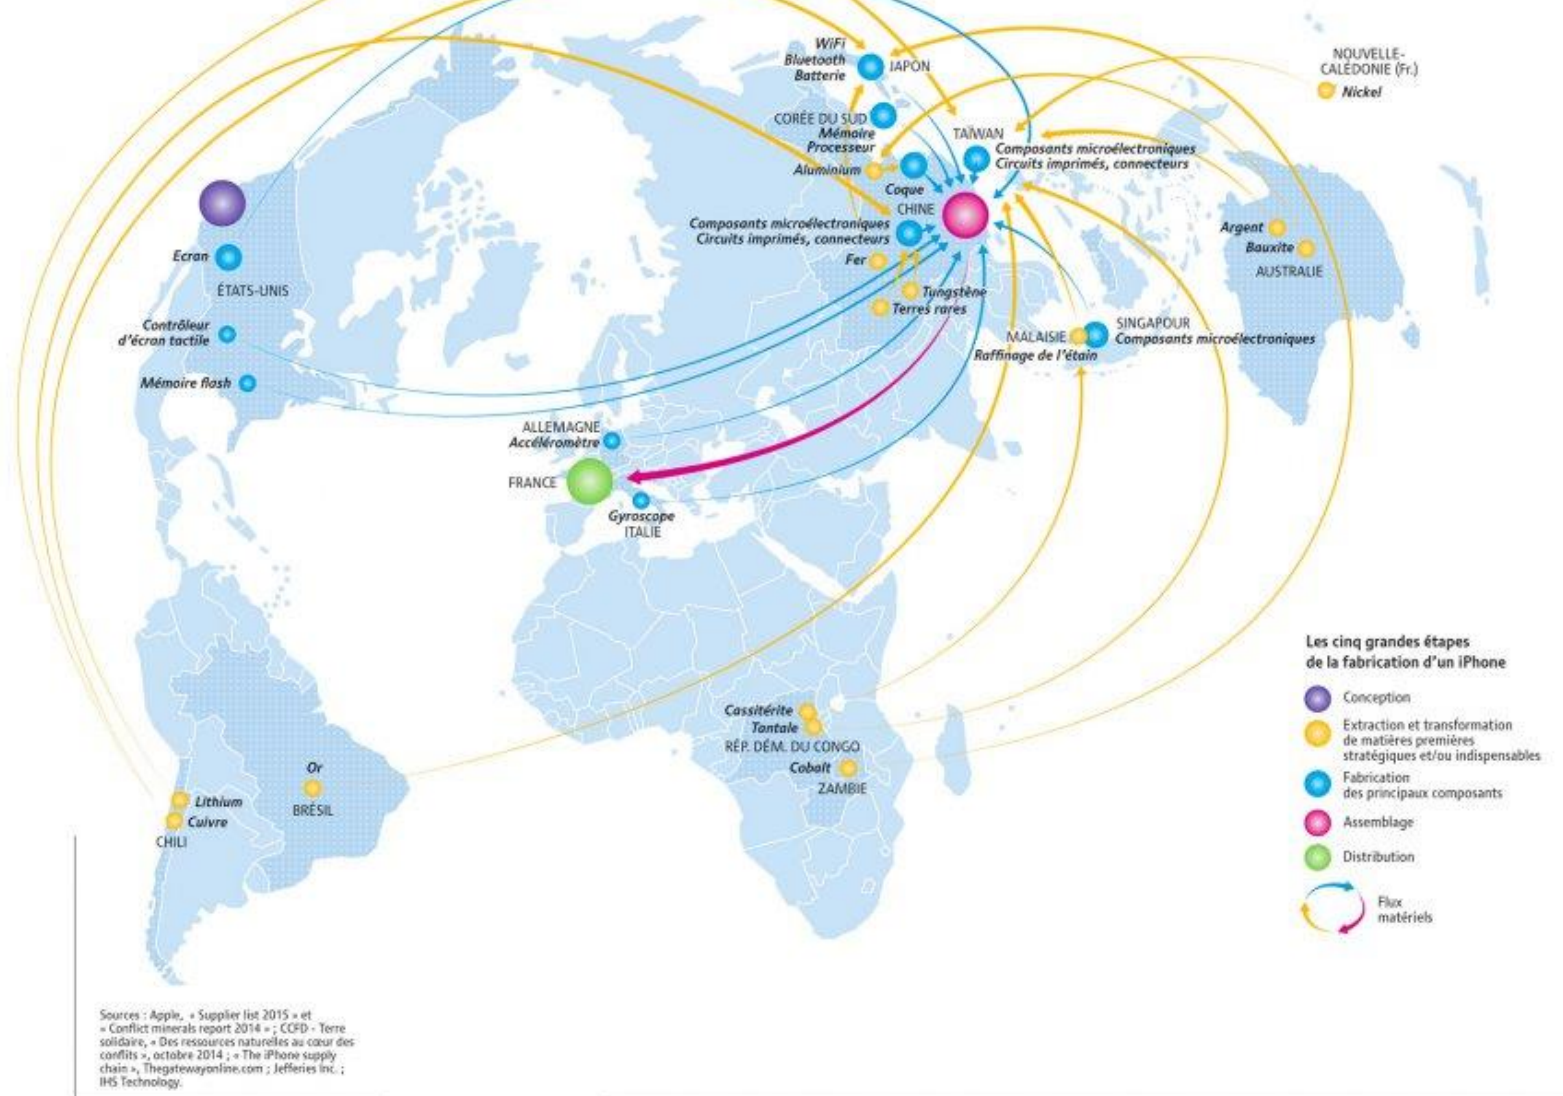 WiFi
Bluetooth
Batterie
JAPON
NOUVELLE-
CALÉDONIE (Fr.)
Nickel
CORÉE DU SUD
Mémoire
Processeur
TAÏWAN
Composants microélectroniques
Circuits imprimés, connecteurs
Aluminium
Coque
CHINE
Composants microélectroniques
Circuits imprimés, connecteurs
Fer
Tungstène
Terres rares
Argent
Bauxite
AUSTRALIE
Ecran
ÉTATS-UNIS
Contrôleur
d'écran tactile
Mémoire flash
MALAISIE
Raffinage de l'étain
SINGAPOUR
Composants microélectroniques
ALLEMAGNE
Accéléromètre
FRANCE
Gyroscope
ITALIE
Cassitérite
Tantale
RÉP. DÉM. DU CONGO
Cobalt
ZAMBIE
Or
BRÉSIL
Lithium
Cuivre
CHILI
Les cinq grandes étapes
de la fabrication d'un iPhone
Conception
Extraction et transformation
de matières premières
stratégiques et/ou indispensables
Fabrication
des principaux composants
Assemblage
Distribution
Flux
matériels
Sources : Apple, « Supplier list 2015 » et
« Conflict minerals report 2014 » ; CCFD - Terre
solidaire, « Des ressources naturelles au cœur des
conflits », octobre 2014 ; « The iPhone supply
chain », Thegatewayonline.com ; Jefferies Inc. ;
IHS Technology.